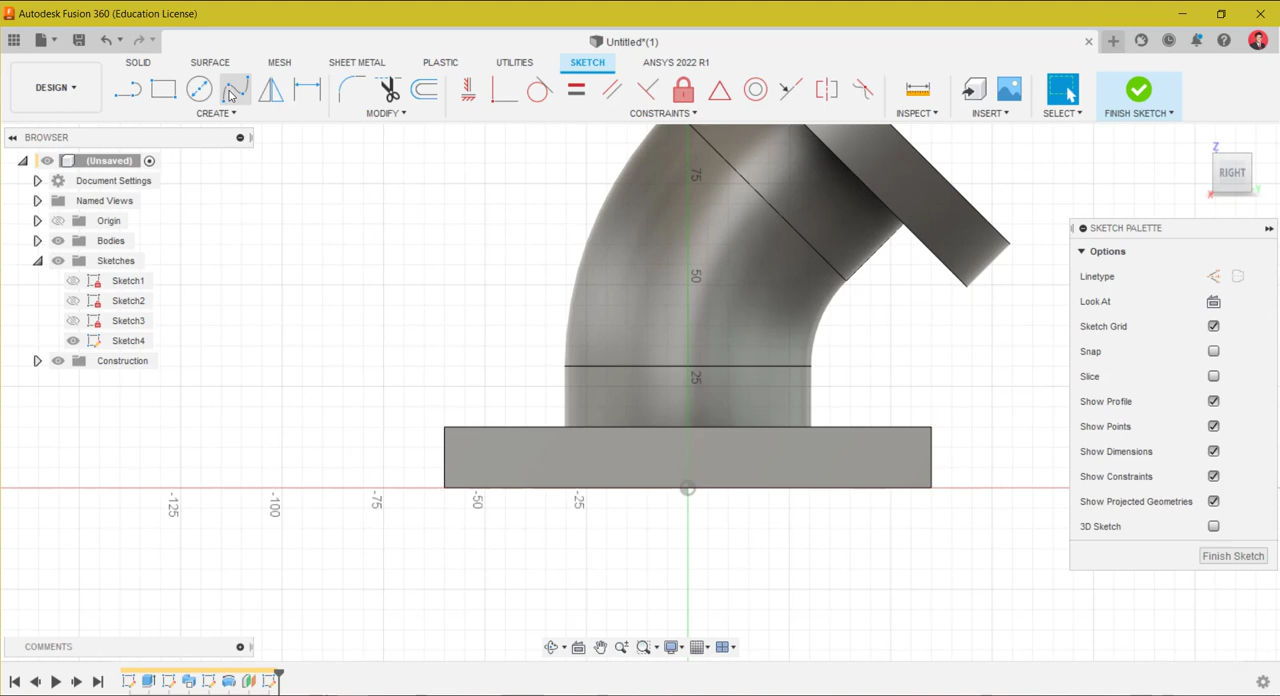 Autodesk Fusion 360 (Education License)
Untitled*(1)
SOLID SURFACE MESH SHEET METAL PLASTIC UTILITIES SKETCH ANSYS 2022 R1
DESIGN
CREATE MODIFY CONSTRAINTS INSPECT INSERT SELECT FINISH SKETCH
BROWSER
(Unsaved)
Document Settings
Named Views
Origin
Bodies
Sketches
Sketch1
Sketch2
Sketch3
Sketch4
Construction
75
50
25
-125
-100
-75
-50
-25
Z
RIGHT
X
Y
SKETCH PALETTE
Options
Linetype
Look At
Sketch Grid
Snap
Slice
Show Profile
Show Points
Show Dimensions
Show Constraints
Show Projected Geometries
3D Sketch
Finish Sketch
COMMENTS